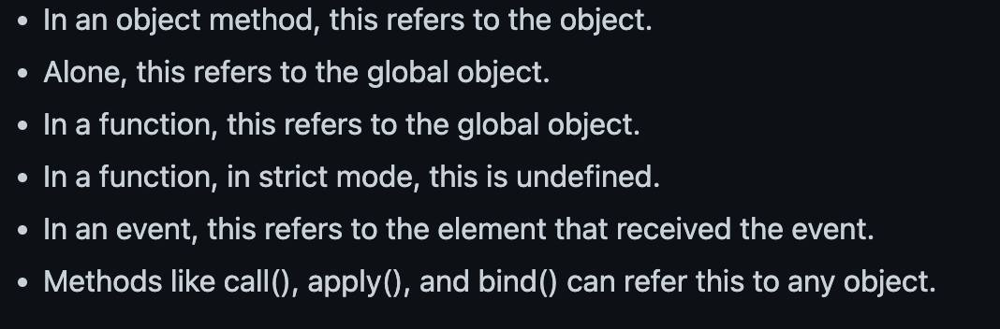 • In an object method, this refers to the object.
• Alone, this refers to the global object.
• In a function, this refers to the global object.
• In a function, in strict mode, this is undefined.
• In an event, this refers to the element that received the event.
• Methods like call(), apply(), and bind() can refer this to any object.